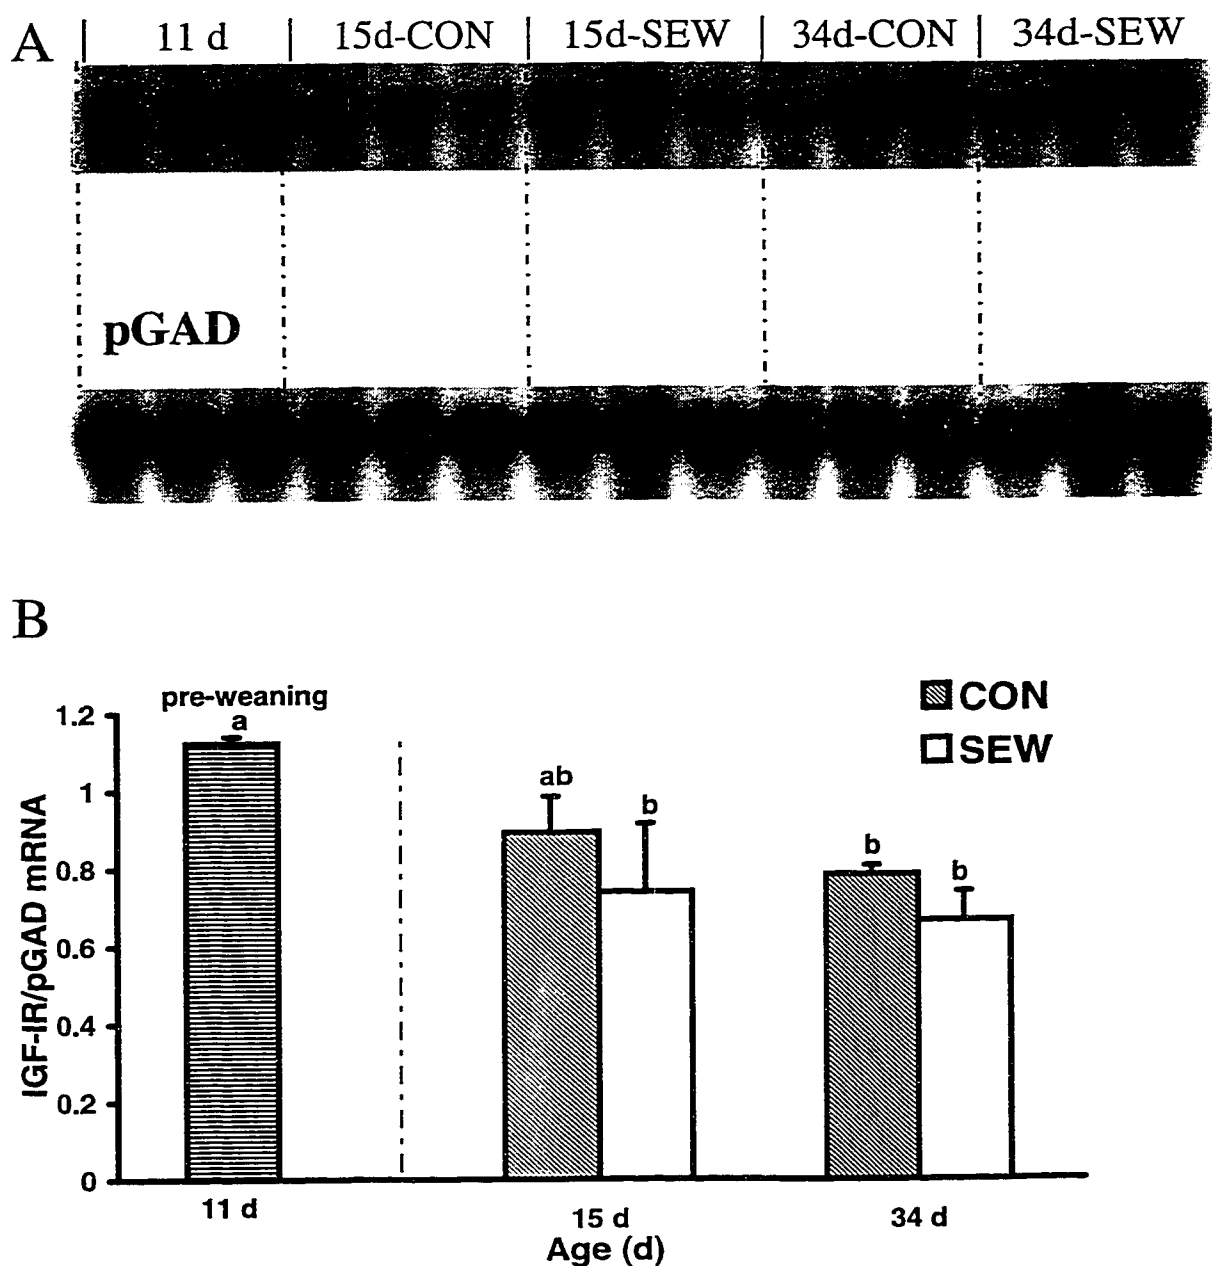 A | 11 d | 15d-CON | 15d-SEW | 34d-CON | 34d-SEW
pGAD
B
pre-weaning
CON
SEW
a
ab
b
b
b
1.2
1
0.8
0.6
0.4
0.2
0
IGF-IR/pGAD mRNA
11 d
15 d
34 d
Age (d)